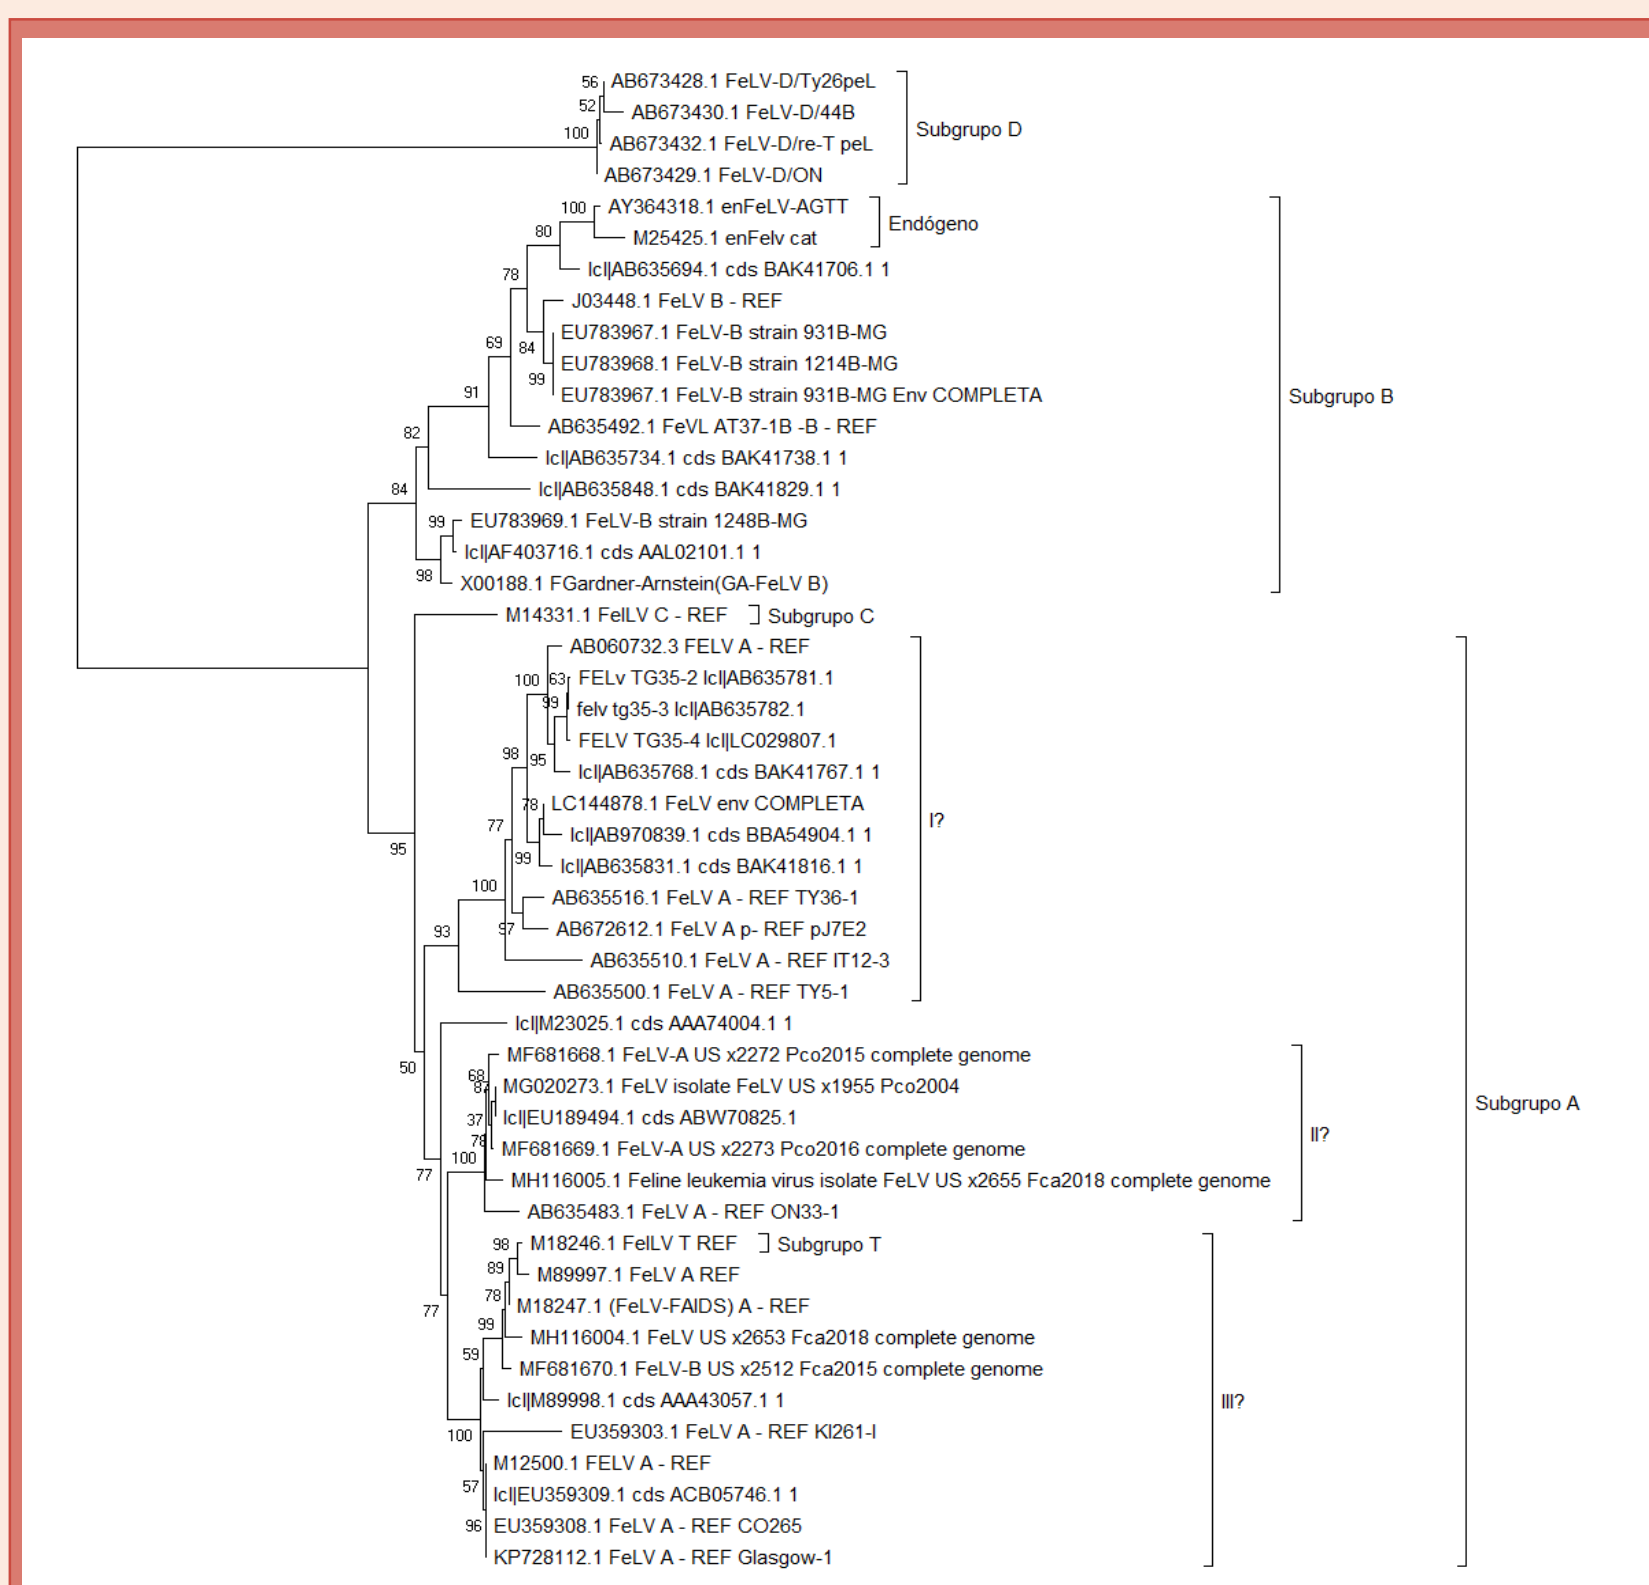 56
AB673428.1 FeLV-D/Ty26peL
52
AB673430.1 FeLV-D/44B
100
Subgrupo D
AB673432.1 FeLV-D/re-T peL
AB673429.1 FeLV-D/ON
100
AY364318.1 enFeLV-AGTT
Endógeno
80
M25425.1 enFelv cat
78
lcl|AB635694.1 cds BAK41706.1 1
J03448.1 FeLV B - REF
EU783967.1 FeLV-B strain 931B-MG
69
84
EU783968.1 FeLV-B strain 1214B-MG
99
91
EU783967.1 FeLV-B strain 931B-MG Env COMPLETA
Subgrupo B
AB635492.1 FeVL AT37-1B -B - REF
82
lcl|AB635734.1 cds BAK41738.1 1
84
lcl|AB635848.1 cds BAK41829.1 1
99
EU783969.1 FeLV-B strain 1248B-MG
lcl|AF403716.1 cds AAL02101.1 1
98
X00188.1 FGardner-Arnstein(GA-FeLV B)
M14331.1 FelLV C - REF
Subgrupo C
AB060732.3 FELV A - REF
100
63
FELv TG35-2 lcl|AB635781.1
99
felv tg35-3 lcl|AB635782.1
FELV TG35-4 lcl|LC029807.1
98
95
lcl|AB635768.1 cds BAK41767.1 1
78
LC144878.1 FeLV env COMPLETA
77
I?
lcl|AB970839.1 cds BBA54904.1 1
95
99
lcl|AB635831.1 cds BAK41816.1 1
100
AB635516.1 FeLV A - REF TY36-1
97
AB672612.1 FeLV A p- REF pJ7E2
93
AB635510.1 FeLV A - REF IT12-3
AB635500.1 FeLV A - REF TY5-1
lcl|M23025.1 cds AAA74004.1 1
50
MF681668.1 FeLV-A US x2272 Pco2015 complete genome
68
87
MG020273.1 FeLV isolate FeLV US x1955 Pco2004
Subgrupo A
37
lcl|EU189494.1 cds ABW70825.1
II?
78
MF681669.1 FeLV-A US x2273 Pco2016 complete genome
100
77
MH116005.1 Feline leukemia virus isolate FeLV US x2655 Fca2018 complete genome
AB635483.1 FeLV A - REF ON33-1
98
M18246.1 FelLV T REF
Subgrupo T
89
M89997.1 FeLV A REF
78
77
M18247.1 (FeLV-FAIDS) A - REF
99
MH116004.1 FeLV US x2653 Fca2018 complete genome
59
MF681670.1 FeLV-B US x2512 Fca2015 complete genome
lcl|M89998.1 cds AAA43057.1 1
III?
100
EU359303.1 FeLV A - REF KI261-I
M12500.1 FELV A - REF
57
lcl|EU359309.1 cds ACB05746.1 1
96
EU359308.1 FeLV A - REF CO265
KP728112.1 FeLV A - REF Glasgow-1